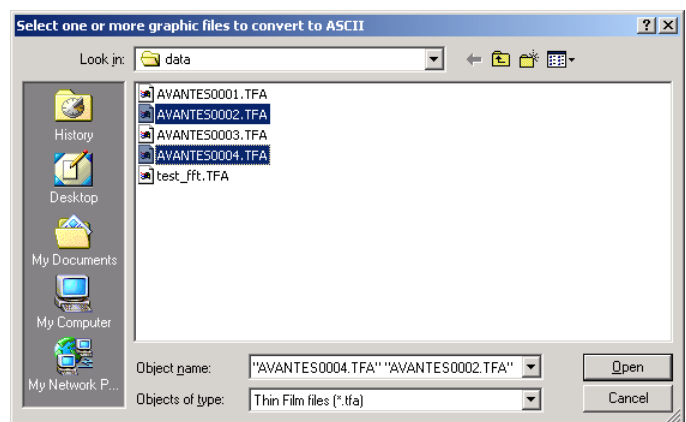 Select one or more graphic files to convert to ASCII
Look in: data
AVANTES0001.TFA
AVANTES0002.TFA
AVANTES0003.TFA
AVANTES0004.TFA
test_fft.TFA
History
Desktop
My Documents
My Computer
My Network P...
Object name: "AVANTES0004.TFA" "AVANTES0002.TFA" Open
Objects of type: Thin Film files (*.tfa) Cancel